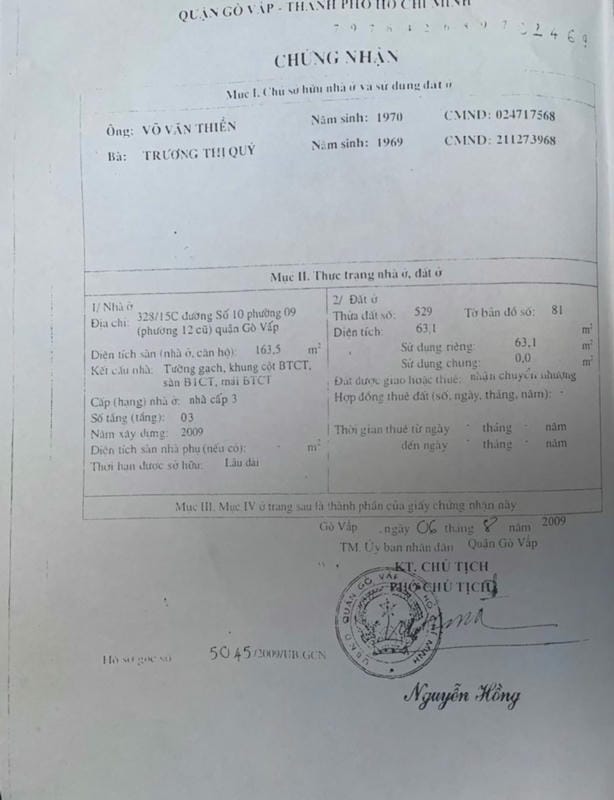 QUẬN GÒ VẤP - THÀNH PHỐ HỒ CHÍ MINH
CHỨNG NHẬN
Mục I. Chủ sở hữu nhà ở và sử dụng đất ở
Ông: VÕ VĂN THIỀN Năm sinh: 1970 CMND: 024717568
Bà: TRƯƠNG THỊ QUÝ Năm sinh: 1969 CMND: 211273968
Mục II. Thực trạng nhà ở, đất ở
1/ Nhà ở
Địa chỉ: 328/15C đường Số 10 phường 09
(phường 12 cũ) quận Gò Vấp
Diện tích sàn (nhà ở, căn hộ): 163,5 m²
Kết cấu nhà: Tường gạch, khung cột BTCT,
sàn BTCT, mái BTCT
Cấp (hạng) nhà ở: nhà cấp 3
Số tầng (tầng): 03
Năm xây dựng: 2009
Diện tích sàn nhà phụ (nếu có): m²
Thời hạn được sở hữu: Lâu dài
2/ Đất ở
Thửa đất số: 529 Tờ bản đồ số: 81
Diện tích: 63,1 m²
Sử dụng riêng: 63,1 m²
Sử dụng chung: 0,0 m²
Đất được giao hoặc thuê: nhận chuyển nhượng
Hợp đồng thuê đất (số, ngày, tháng, năm): -
Thời gian thuê từ ngày - tháng - năm
đến ngày - tháng - năm
Mục III. Mục IV ở trang sau là thành phần của giấy chứng nhận này
Gò Vấp , ngày 06 tháng 8 năm 2009
TM. Ủy ban nhân dân Quận Gò Vấp
KT. CHỦ TỊCH
PHÓ CHỦ TỊCH
Hồ sơ gốc số 5045/2009/UB.GCN
Nguyễn Hồng